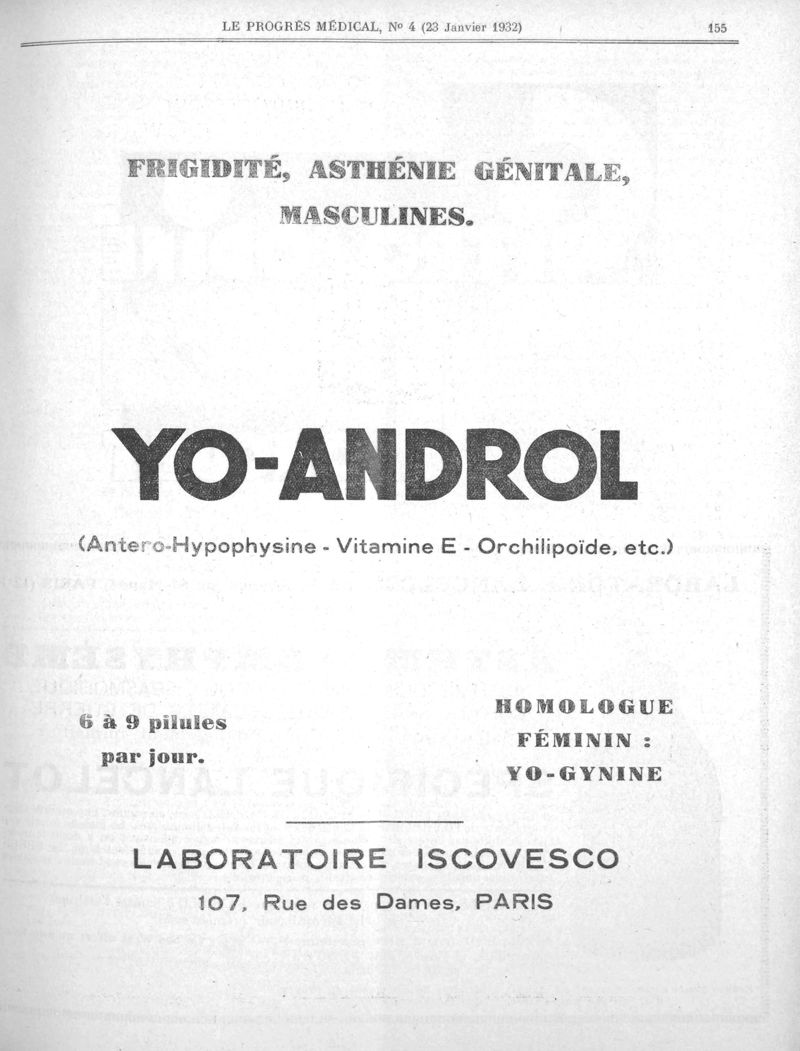 LE PROGRÈS MÉDICAL, Nº 4 (23 Janvier 1932) 155
FRIGIDITÉ, ASTHÉNIE GÉNITALE,
MASCULINES.
YO-ANDROL
(Antero-Hypophysine - Vitamine E - Orchilipoïde, etc.)
6 à 9 pilules
par jour.
HOMOLOGUE
FÉMININ :
YO-GYNINE
LABORATOIRE ISCOVESCO
107, Rue des Dames, PARIS